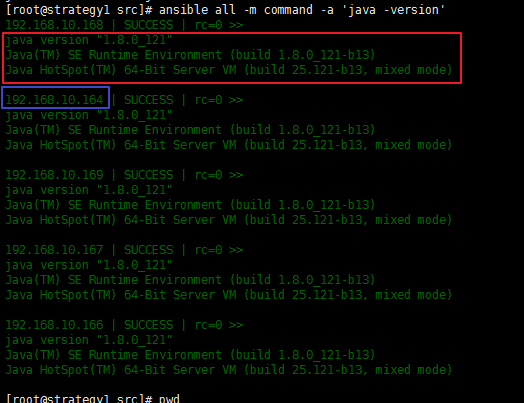 [root@strategy1 src]# ansible all -m command -a 'java -version'
192.168.10.168 | SUCCESS | rc=0 >>
java version "1.8.0_121"
Java(TM) SE Runtime Environment (build 1.8.0_121-b13)
Java HotSpot(TM) 64-Bit Server VM (build 25.121-b13, mixed mode)
192.168.10.164 | SUCCESS | rc=0 >>
java version "1.8.0_121"
Java(TM) SE Runtime Environment (build 1.8.0_121-b13)
Java HotSpot(TM) 64-Bit Server VM (build 25.121-b13, mixed mode)
192.168.10.169 | SUCCESS | rc=0 >>
java version "1.8.0_121"
Java(TM) SE Runtime Environment (build 1.8.0_121-b13)
Java HotSpot(TM) 64-Bit Server VM (build 25.121-b13, mixed mode)
192.168.10.167 | SUCCESS | rc=0 >>
java version "1.8.0_121"
Java(TM) SE Runtime Environment (build 1.8.0_121-b13)
Java HotSpot(TM) 64-Bit Server VM (build 25.121-b13, mixed mode)
192.168.10.166 | SUCCESS | rc=0 >>
java version "1.8.0_121"
Java(TM) SE Runtime Environment (build 1.8.0_121-b13)
Java HotSpot(TM) 64-Bit Server VM (build 25.121-b13, mixed mode)
[root@strategy1 src]# pwd